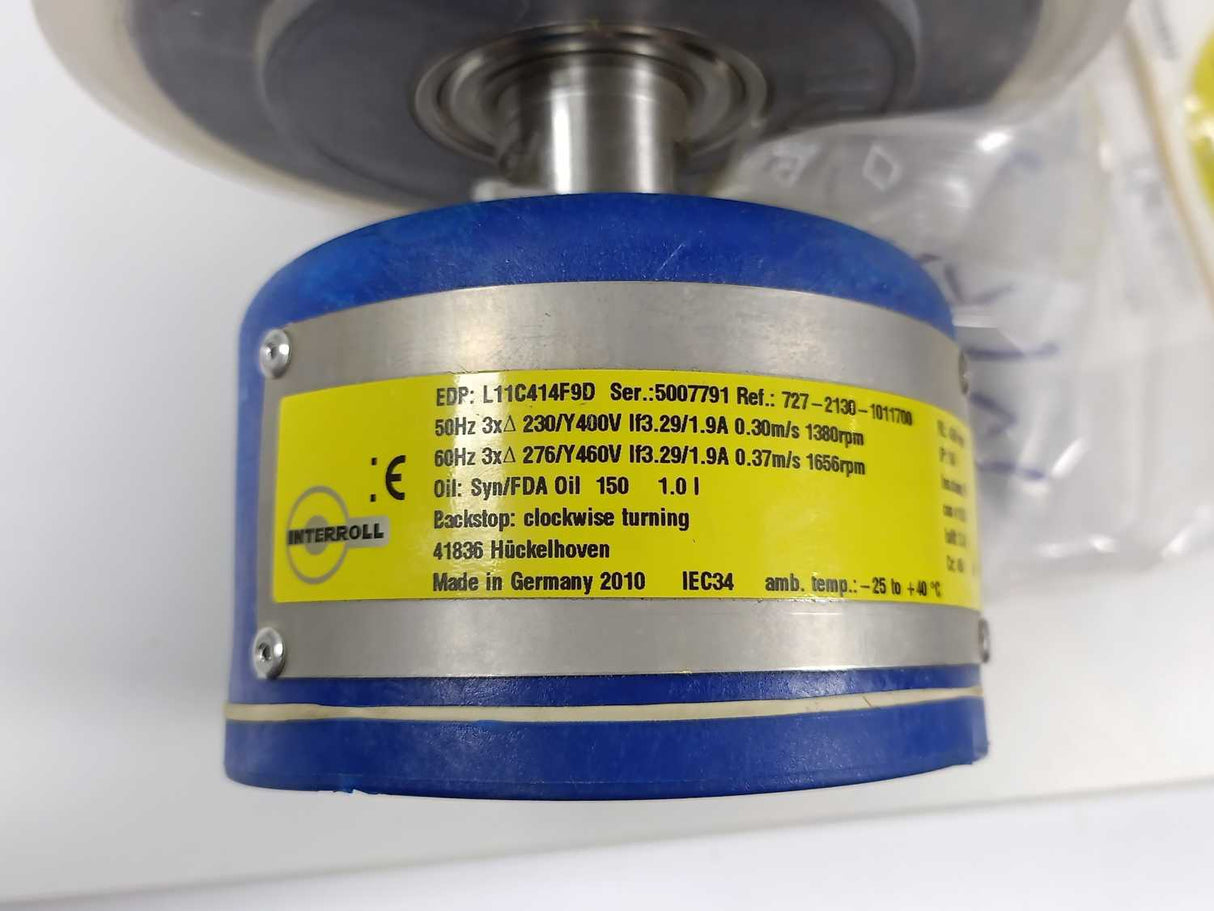 EDP: L11C414F9D Ser.:5007791 Ref.: 727-2130-1011700
50Hz 3x∆ 230/Y400V If3.29/1.9A 0.30m/s 1380rpm
60Hz 3x∆ 276/Y460V If3.29/1.9A 0.37m/s 1656rpm
Oil: Syn/FDA Oil 150 1.0 l
Backstop: clockwise turning
41836 Hückelhoven
Made in Germany 2010 IEC34 amb. temp.: -25 to +40 °C
CE
INTERROLL